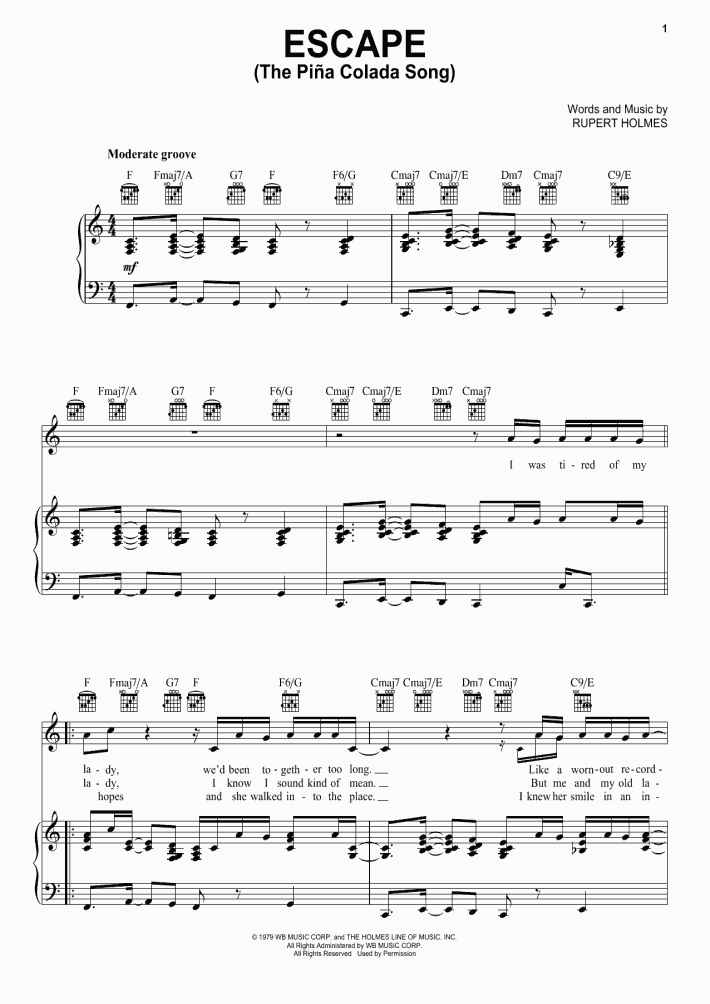 1
ESCAPE
(The Piña Colada Song)
Words and Music by
RUPERT HOLMES
Moderate groove
F Fmaj7/A G7 F F6/G Cmaj7 Cmaj7/E Dm7 Cmaj7 C9/E
mf
F Fmaj7/A G7 F F6/G Cmaj7 Cmaj7/E Dm7 Cmaj7
I was ti - red of my
F Fmaj7/A G7 F F6/G Cmaj7 Cmaj7/E Dm7 Cmaj7 C9/E
la - dy, we'd been to - geth - er too long. Like a worn - out re - cord -
la - dy, I know I sound kind of mean. But me and my old la -
hopes and she walked in - to the place. I knew her smile in an in -
© 1979 WB MUSIC CORP. and THE HOLMES LINE OF MUSIC, INC.
All Rights Administered by WB MUSIC CORP.
All Rights Reserved Used by Permission